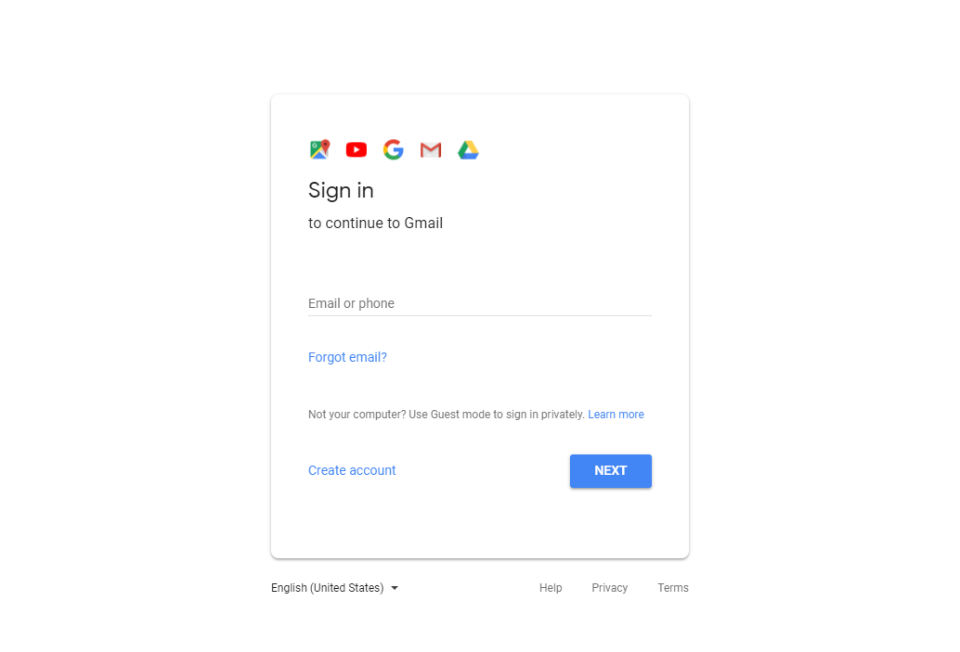 Sign in
to continue to Gmail
Email or phone
Forgot email?
Not your computer? Use Guest mode to sign in privately. Learn more
Create account
NEXT
English (United States)
Help
Privacy
Terms